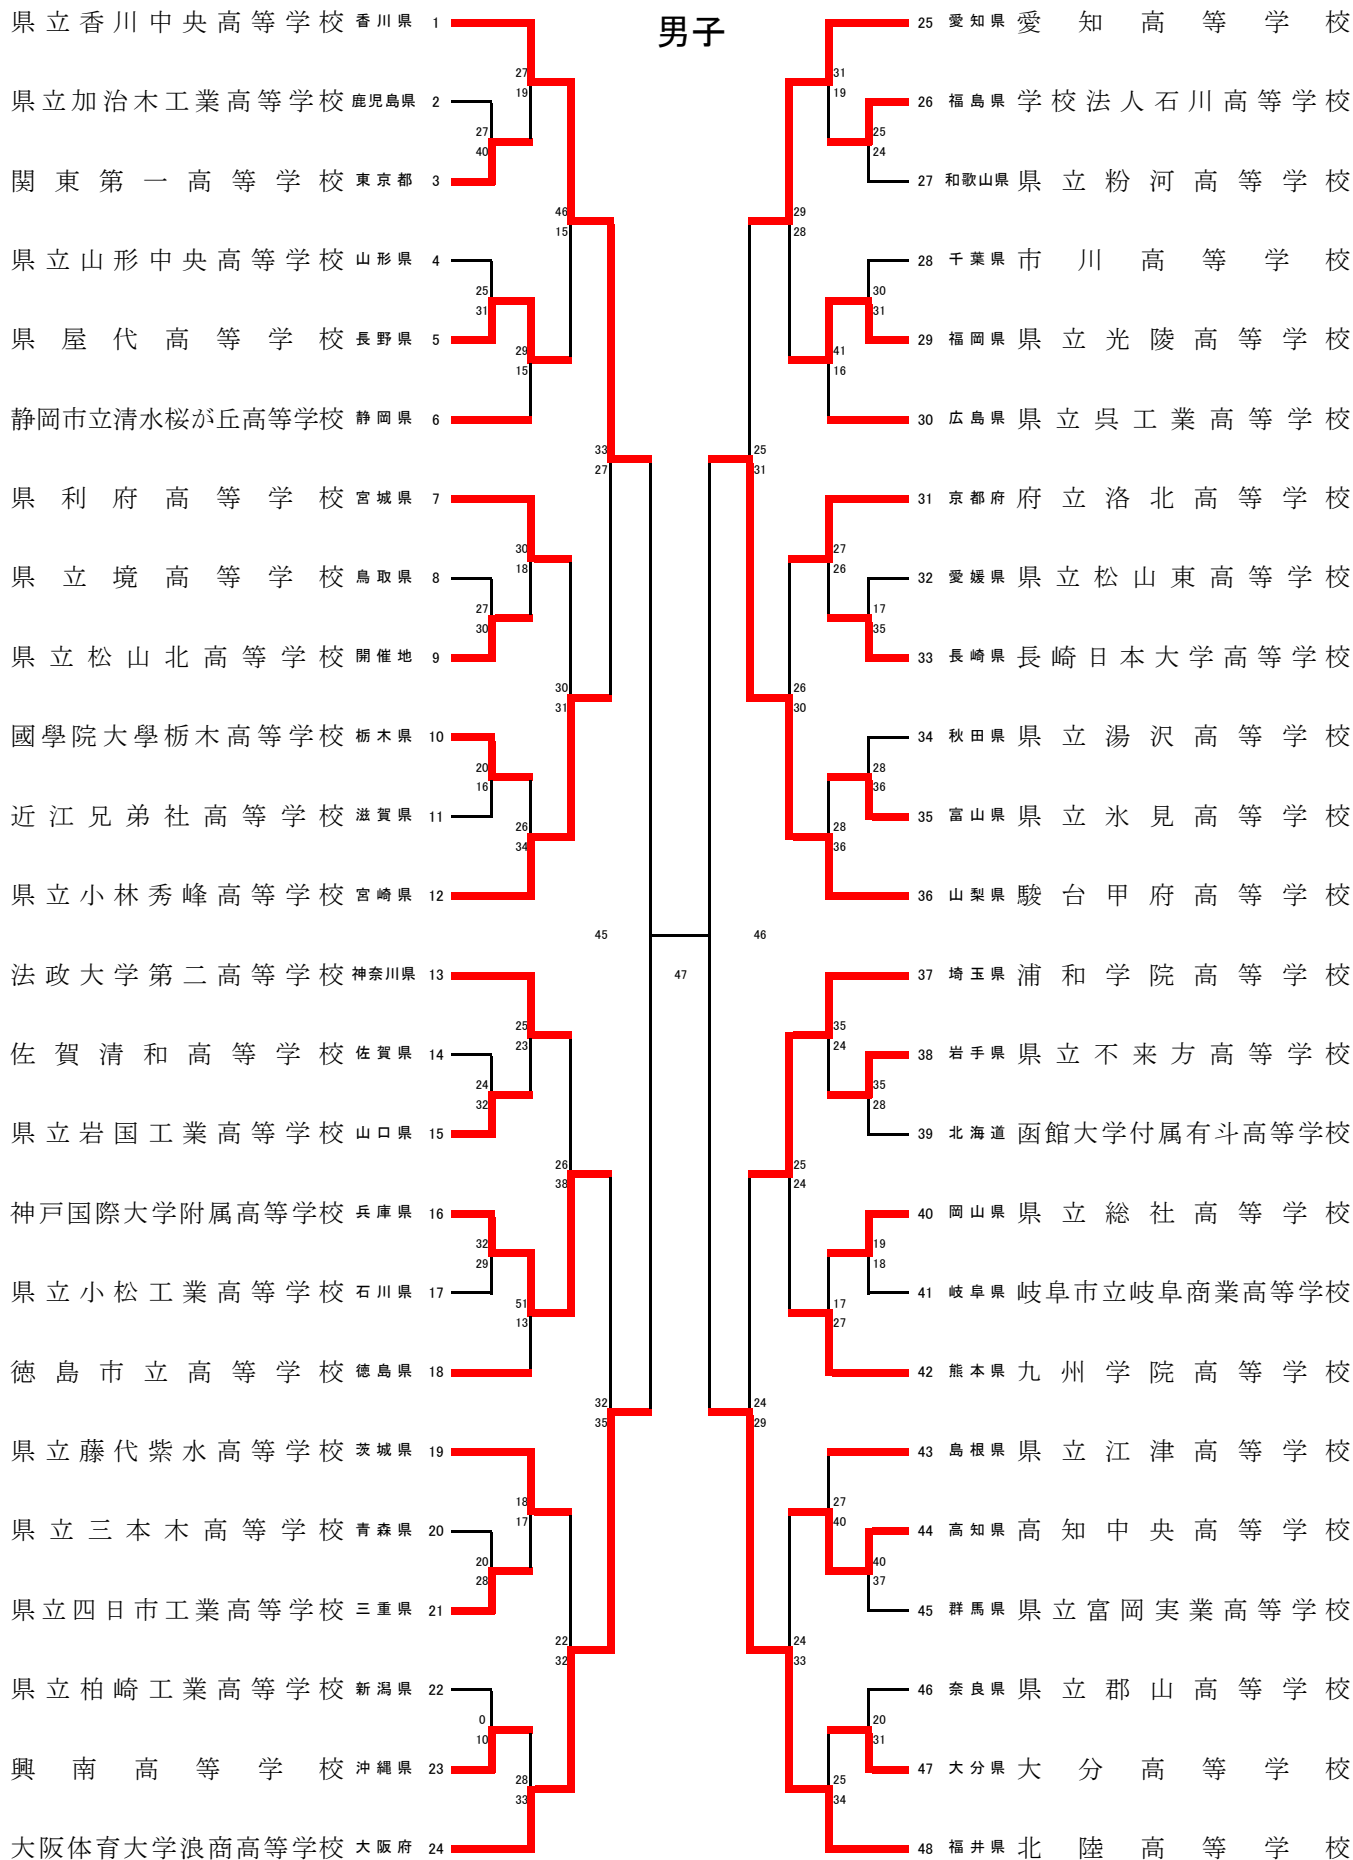 男子
県立香川中央高等学校 香川県 1
27
19
県立加治木工業高等学校 鹿児島県 2
27
40
関東第一高等学校 東京都 3
46
15
県立山形中央高等学校 山形県 4
25
31
県屋代高等学校 長野県 5
29
15
静岡市立清水桜が丘高等学校 静岡県 6
33
27
県利府高等学校 宮城県 7
30
18
県立境高等学校 鳥取県 8
27
30
県立松山北高等学校 開催地 9
30
31
國學院大學栃木高等学校 栃木県 10
20
16
近江兄弟社高等学校 滋賀県 11
26
34
県立小林秀峰高等学校 宮崎県 12
45
法政大学第二高等学校 神奈川県 13
25
23
佐賀清和高等学校 佐賀県 14
24
32
県立岩国工業高等学校 山口県 15
26
38
神戸国際大学附属高等学校 兵庫県 16
32
29
県立小松工業高等学校 石川県 17
51
13
徳島市立高等学校 徳島県 18
32
35
県立藤代紫水高等学校 茨城県 19
18
17
県立三本木高等学校 青森県 20
20
28
県立四日市工業高等学校 三重県 21
22
32
県立柏崎工業高等学校 新潟県 22
0
10
興南高等学校 沖縄県 23
28
33
大阪体育大学浪商高等学校 大阪府 24
47
25 愛知県 愛知高等学校
31
19
26 福島県 学校法人石川高等学校
25
24
27 和歌山県 県立粉河高等学校
29
28
28 千葉県 市川高等学校
30
31
29 福岡県 県立光陵高等学校
41
16
30 広島県 県立呉工業高等学校
25
31
31 京都府 府立洛北高等学校
27
26
32 愛媛県 県立松山東高等学校
17
35
33 長崎県 長崎日本大学高等学校
26
30
34 秋田県 県立湯沢高等学校
28
36
35 富山県 県立氷見高等学校
28
36
36 山梨県 駿台甲府高等学校
46
37 埼玉県 浦和学院高等学校
35
24
38 岩手県 県立不来方高等学校
35
28
39 北海道 函館大学付属有斗高等学校
25
24
40 岡山県 県立総社高等学校
19
18
41 岐阜県 岐阜市立岐阜商業高等学校
17
27
42 熊本県 九州学院高等学校
24
29
43 島根県 県立江津高等学校
27
40
44 高知県 高知中央高等学校
40
37
45 群馬県 県立富岡実業高等学校
24
33
46 奈良県 県立郡山高等学校
20
31
47 大分県 大分高等学校
25
34
48 福井県 北陸高等学校